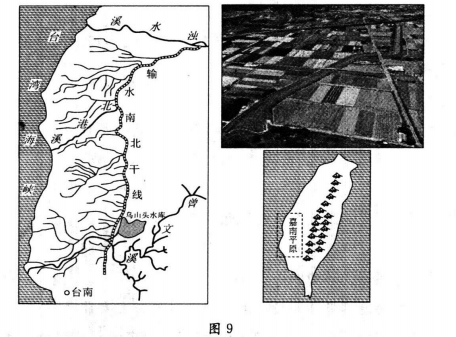 浊水溪
台湾海峡
输水南北干线
北港溪
乌山头水库
曾文溪
台南
嘉南平原
图 9